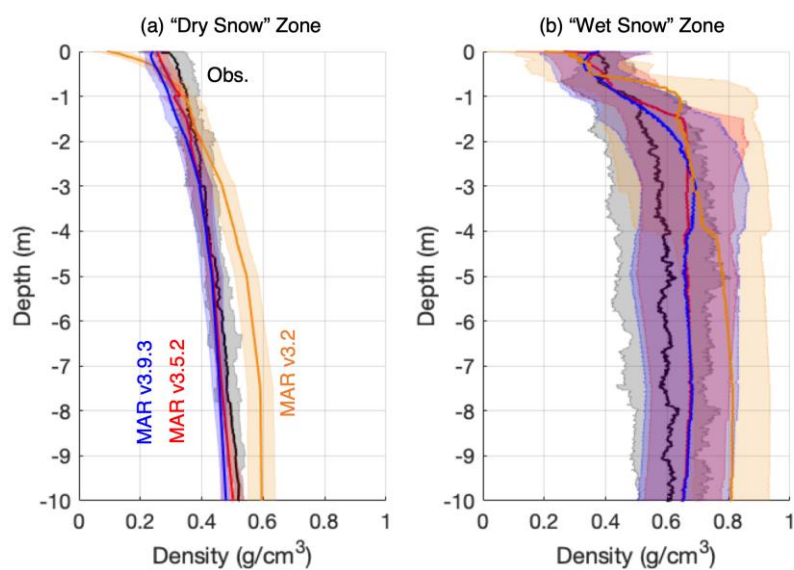 (a) “Dry Snow” Zone
(b) “Wet Snow” Zone
Obs.
MAR v3.9.3
MAR v3.5.2
MAR v3.2
Depth (m)
0
-1
-2
-3
-4
-5
-6
-7
-8
-9
-10
0 0.2 0.4 0.6 0.8 1
Density (g/cm³)
Depth (m)
0
-1
-2
-3
-4
-5
-6
-7
-8
-9
-10
0 0.2 0.4 0.6 0.8 1
Density (g/cm³)